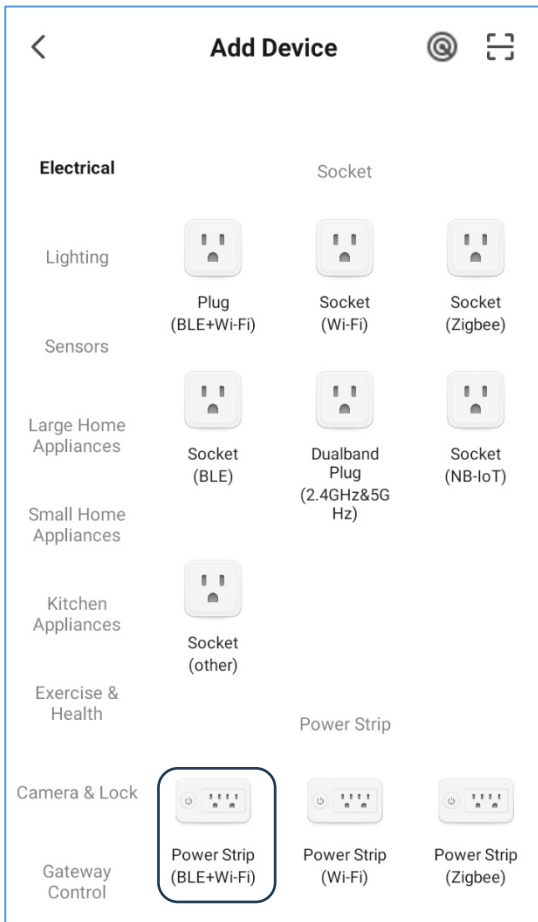 Add Device
Electrical
Lighting
Sensors
Large Home
Appliances
Small Home
Appliances
Kitchen
Appliances
Exercise &
Health
Camera & Lock
Gateway
Control
Socket
Plug
(BLE+Wi-Fi)
Socket
(Wi-Fi)
Socket
(Zigbee)
Socket
(BLE)
Dualband
Plug
(2.4GHz&5G
Hz)
Socket
(NB-IoT)
Socket
(other)
Power Strip
Power Strip
(BLE+Wi-Fi)
Power Strip
(Wi-Fi)
Power Strip
(Zigbee)